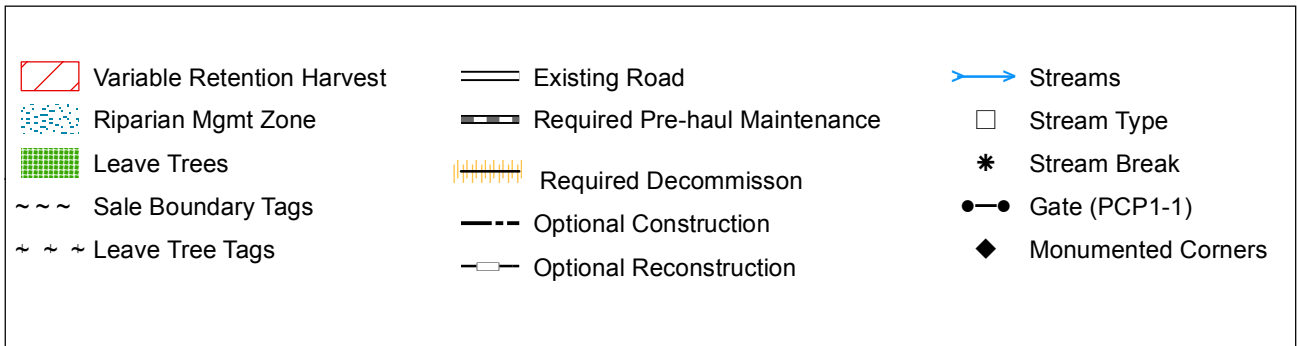 Variable Retention Harvest
Riparian Mgmt Zone
Leave Trees
Sale Boundary Tags
Leave Tree Tags
Existing Road
Required Pre-haul Maintenance
Required Decommisson
Optional Construction
Optional Reconstruction
Streams
Stream Type
Stream Break
Gate (PCP1-1)
Monumented Corners